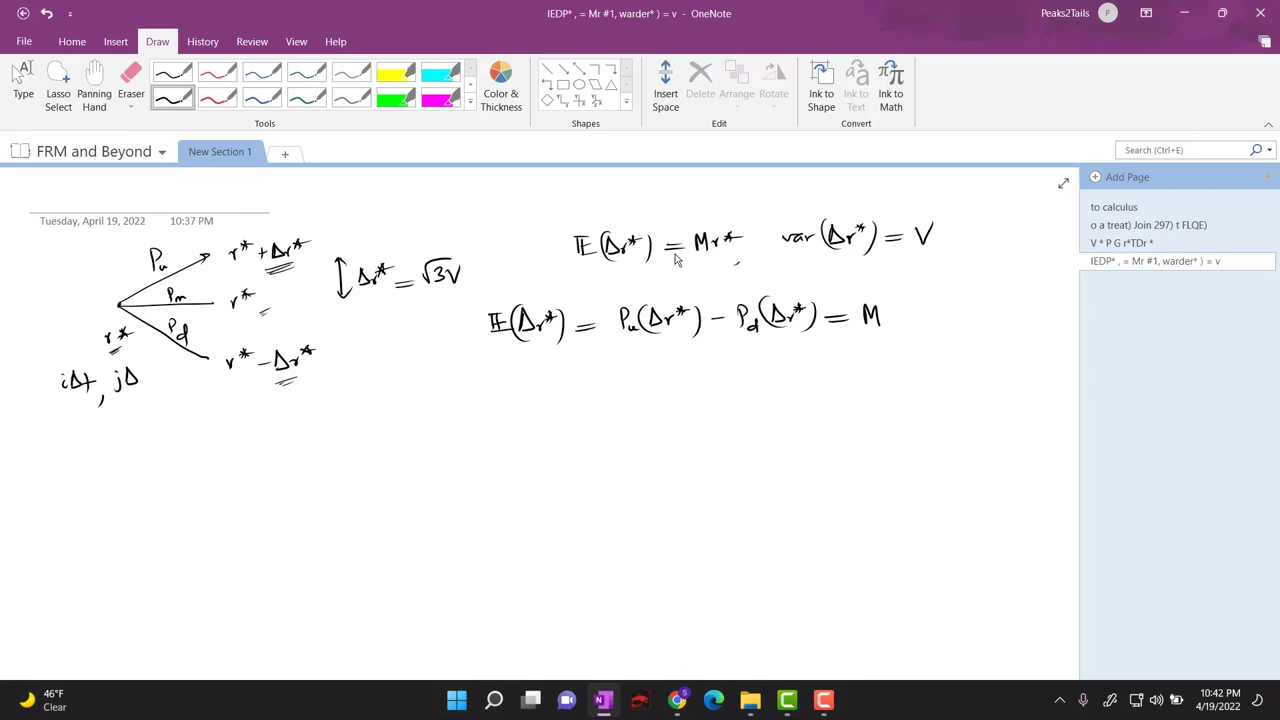 IEDP* , = Mr #1, warder* ) = v - OneNote
Peaks2Tails
P
File Home Insert Draw History Review View Help
Type Lasso Select Panning Hand Eraser Color & Thickness Insert Space Delete Arrange Rotate Ink to Shape Ink to Text Ink to Math
Tools Shapes Edit Convert
FRM and Beyond New Section 1 +
Search (Ctrl+E)
Add Page
to calculus
o a treat) Join 297) t FLQE)
V * P G r*TDr *
IEDP* , = Mr #1, warder* ) = v
Tuesday, April 19, 2022 10:37 PM
Pu r* + Δr*
Pm r*
Pd r* - Δr*
r*
iΔt, jΔ
Δr* = √3V
E(Δr*) = Mr* , var(Δr*) = V
E(Δr*) = Pu(Δr*) - Pd(Δr*) = M
46°F
Clear
10:42 PM
4/19/2022